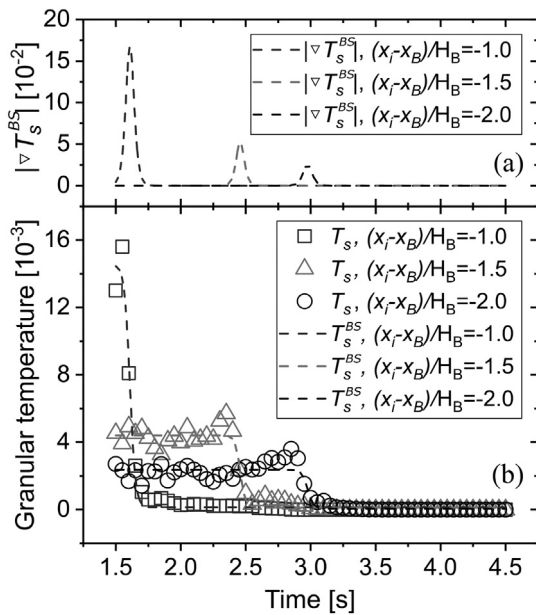 20
15
10
5
0
|▽T_s^{BS}| [10^{-2}]
|▽T_s^{BS}|, (x_i-x_B)/H_B=-1.0
|▽T_s^{BS}|, (x_i-x_B)/H_B=-1.5
|▽T_s^{BS}|, (x_i-x_B)/H_B=-2.0
(a)
16
12
8
4
0
Granular temperature [10^{-3}]
T_s, (x_i-x_B)/H_B=-1.0
T_s, (x_i-x_B)/H_B=-1.5
T_s, (x_i-x_B)/H_B=-2.0
T_s^{BS}, (x_i-x_B)/H_B=-1.0
T_s^{BS}, (x_i-x_B)/H_B=-1.5
T_s^{BS}, (x_i-x_B)/H_B=-2.0
(b)
1.5 2.0 2.5 3.0 3.5 4.0 4.5
Time [s]